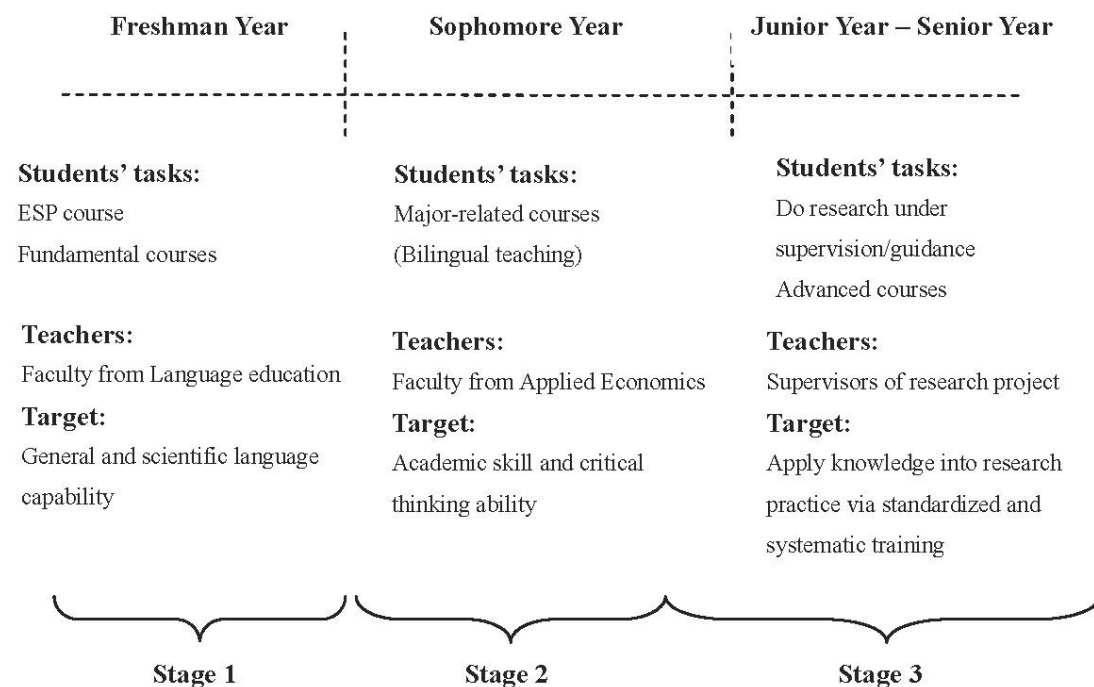 Freshman Year
Sophomore Year
Junior Year – Senior Year
Students’ tasks:
ESP course
Fundamental courses
Teachers:
Faculty from Language education
Target:
General and scientific language
capability
Students’ tasks:
Major-related courses
(Bilingual teaching)
Teachers:
Faculty from Applied Economics
Target:
Academic skill and critical
thinking ability
Students’ tasks:
Do research under
supervision/guidance
Advanced courses
Teachers:
Supervisors of research project
Target:
Apply knowledge into research
practice via standardized and
systematic training
Stage 1
Stage 2
Stage 3